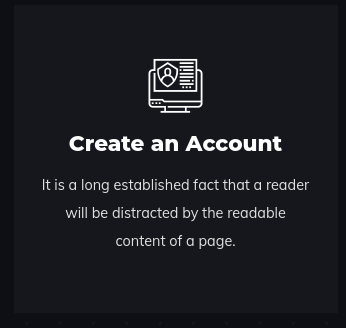 Create an Account
It is a long established fact that a reader
will be distracted by the readable
content of a page.